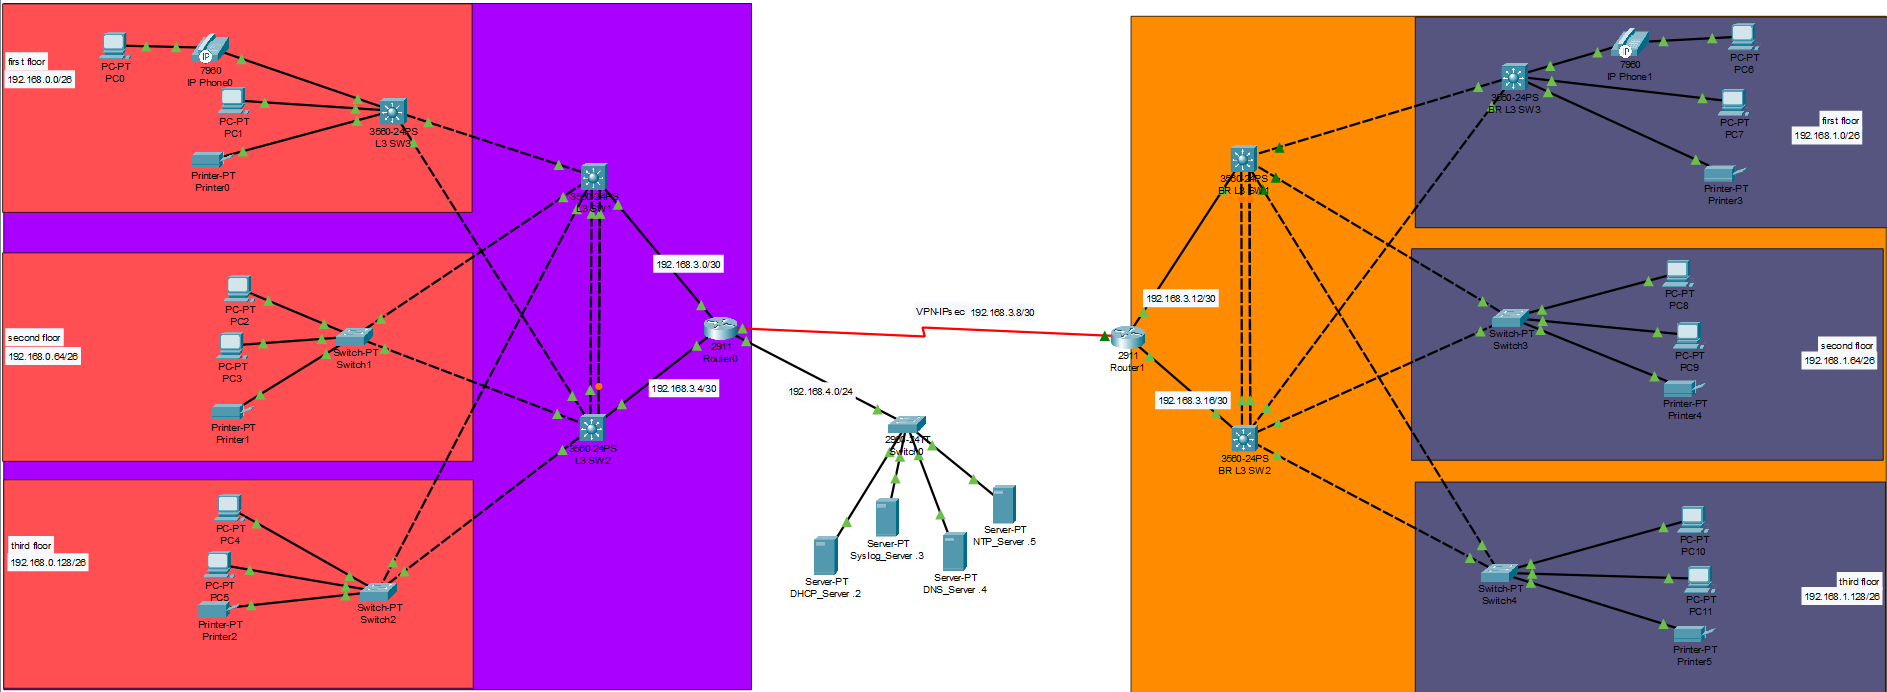 first floor
192.168.0.0/26
PC-PT
PC0
IP
7960
IP Phone0
PC-PT
PC1
Printer-PT
Printer0
3560-24PS
L3 SW3
second floor
192.168.0.64/26
PC-PT
PC2
PC-PT
PC3
Printer-PT
Printer1
Switch-PT
Switch1
third floor
192.168.0.128/26
PC-PT
PC4
PC-PT
PC5
Printer-PT
Printer2
Switch-PT
Switch2
3560-24PS
L3 SW1
3560-24PS
L3 SW2
192.168.3.0/30
192.168.3.4/30
2911
Router0
VPN-IPsec 192.168.3.8/30
192.168.4.0/24
2960-24TT
Switch0
Server-PT
DHCP_Server .2
Server-PT
Syslog_Server .3
Server-PT
DNS_Server .4
Server-PT
NTP_Server .5
2911
Router1
192.168.3.12/30
192.168.3.16/30
3560-24PS
BR L3 SW1
3560-24PS
BR L3 SW2
3560-24PS
BR L3 SW3
IP
7960
IP Phone1
PC-PT
PC6
PC-PT
PC7
Printer-PT
Printer3
first floor
192.168.1.0/26
Switch-PT
Switch3
PC-PT
PC8
PC-PT
PC9
Printer-PT
Printer4
second floor
192.168.1.64/26
Switch-PT
Switch4
PC-PT
PC10
PC-PT
PC11
Printer-PT
Printer5
third floor
192.168.1.128/26